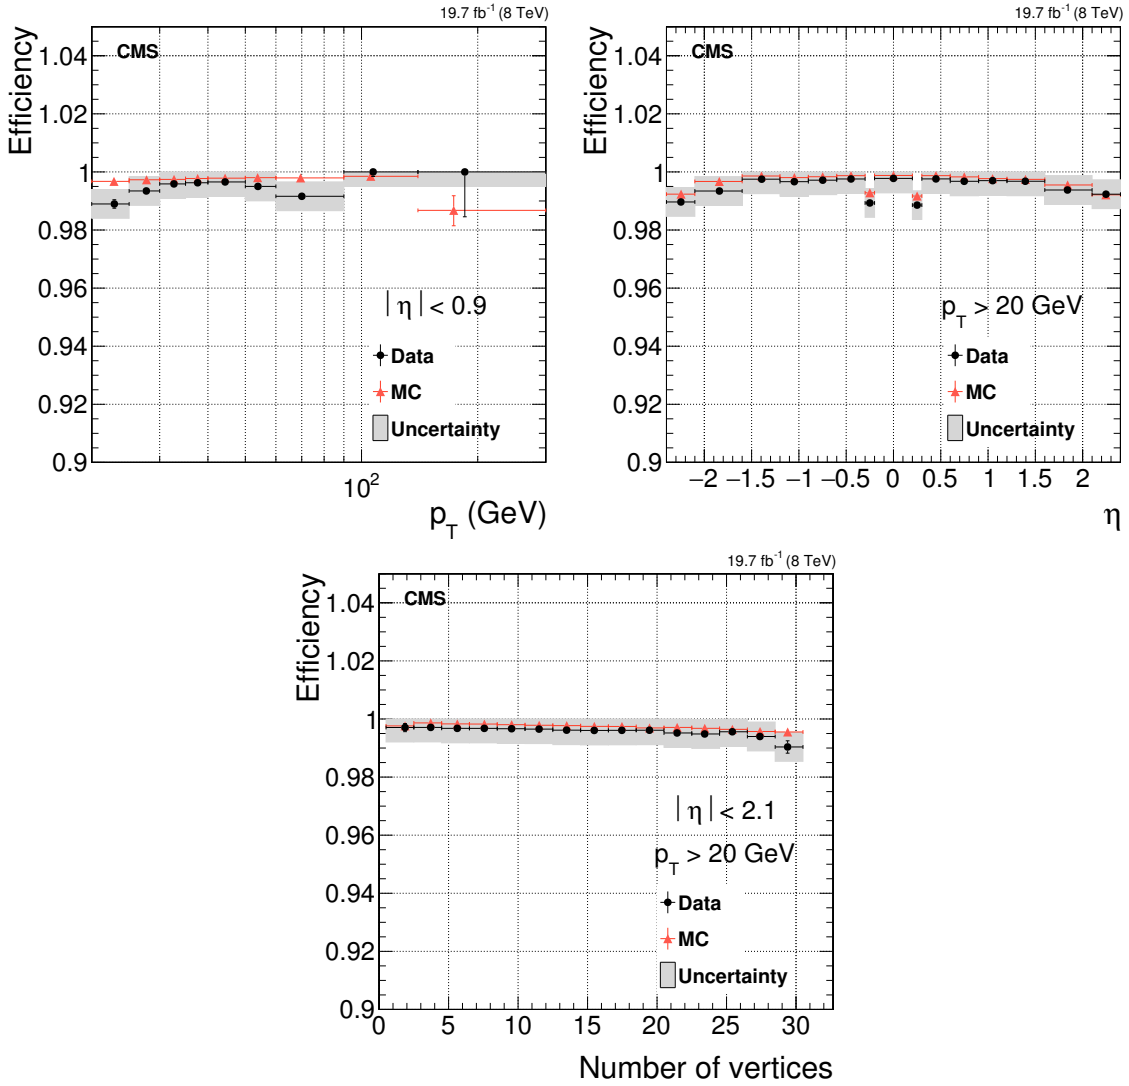 19.7 fb⁻¹ (8 TeV)
Efficiency
CMS
1.04
1.02
1
0.98
0.96
0.94
0.92
0.9
| η | < 0.9
Data
MC
Uncertainty
10²
p_T (GeV)
19.7 fb⁻¹ (8 TeV)
Efficiency
CMS
1.04
1.02
1
0.98
0.96
0.94
0.92
0.9
p_T > 20 GeV
Data
MC
Uncertainty
−2 −1.5 −1 −0.5 0 0.5 1 1.5 2
η
19.7 fb⁻¹ (8 TeV)
Efficiency
CMS
1.04
1.02
1
0.98
0.96
0.94
0.92
0.9
| η | < 2.1
p_T > 20 GeV
Data
MC
Uncertainty
0 5 10 15 20 25 30
Number of vertices